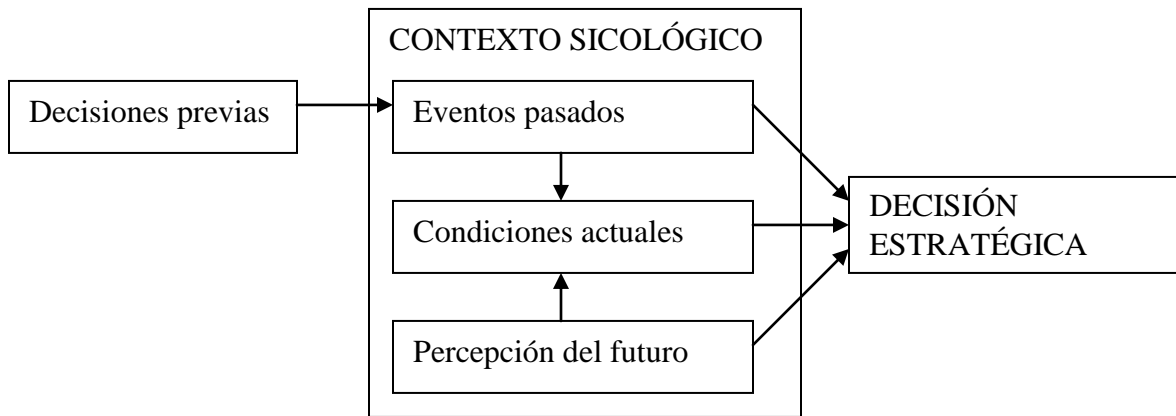 CONTEXTO SICOLÓGICO
Decisiones previas
Eventos pasados
Condiciones actuales
Percepción del futuro
DECISIÓN
ESTRATÉGICA